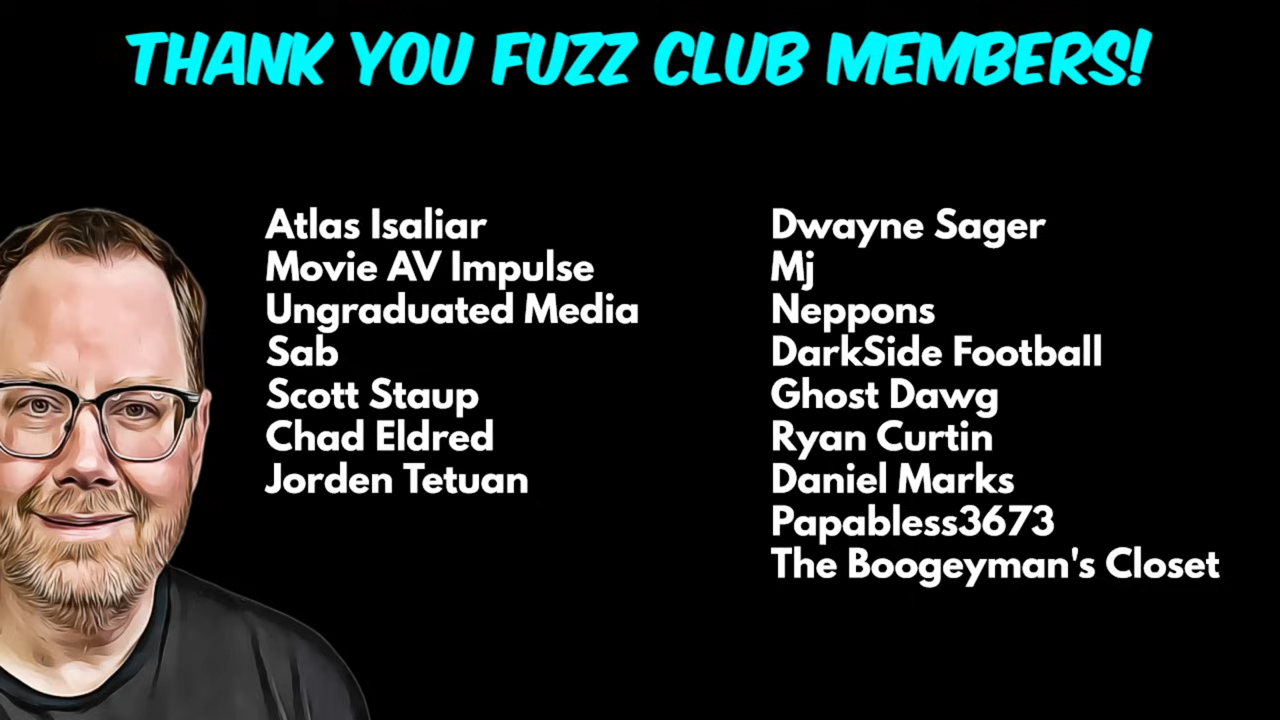 THANK YOU FUZZ CLUB MEMBERS!
Atlas Isaliar
Movie AV Impulse
Ungraduated Media
Sab
Scott Staup
Chad Eldred
Jorden Tetuan
Dwayne Sager
Mj
Neppons
DarkSide Football
Ghost Dawg
Ryan Curtin
Daniel Marks
Papabless3673
The Boogeyman's Closet